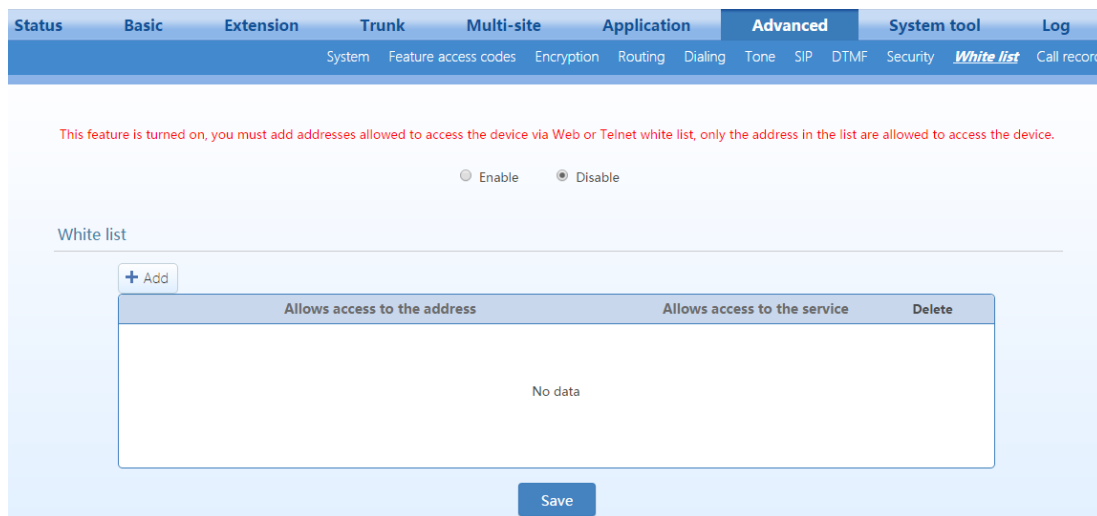 Status Basic Extension Trunk Multi-site Application Advanced System tool Log
System Feature access codes Encryption Routing Dialing Tone SIP DTMF Security White list Call record
This feature is turned on, you must add addresses allowed to access the device via Web or Telnet white list, only the address in the list are allowed to access the device.
Enable Disable
White list
+ Add
Allows access to the address Allows access to the service Delete
No data
Save